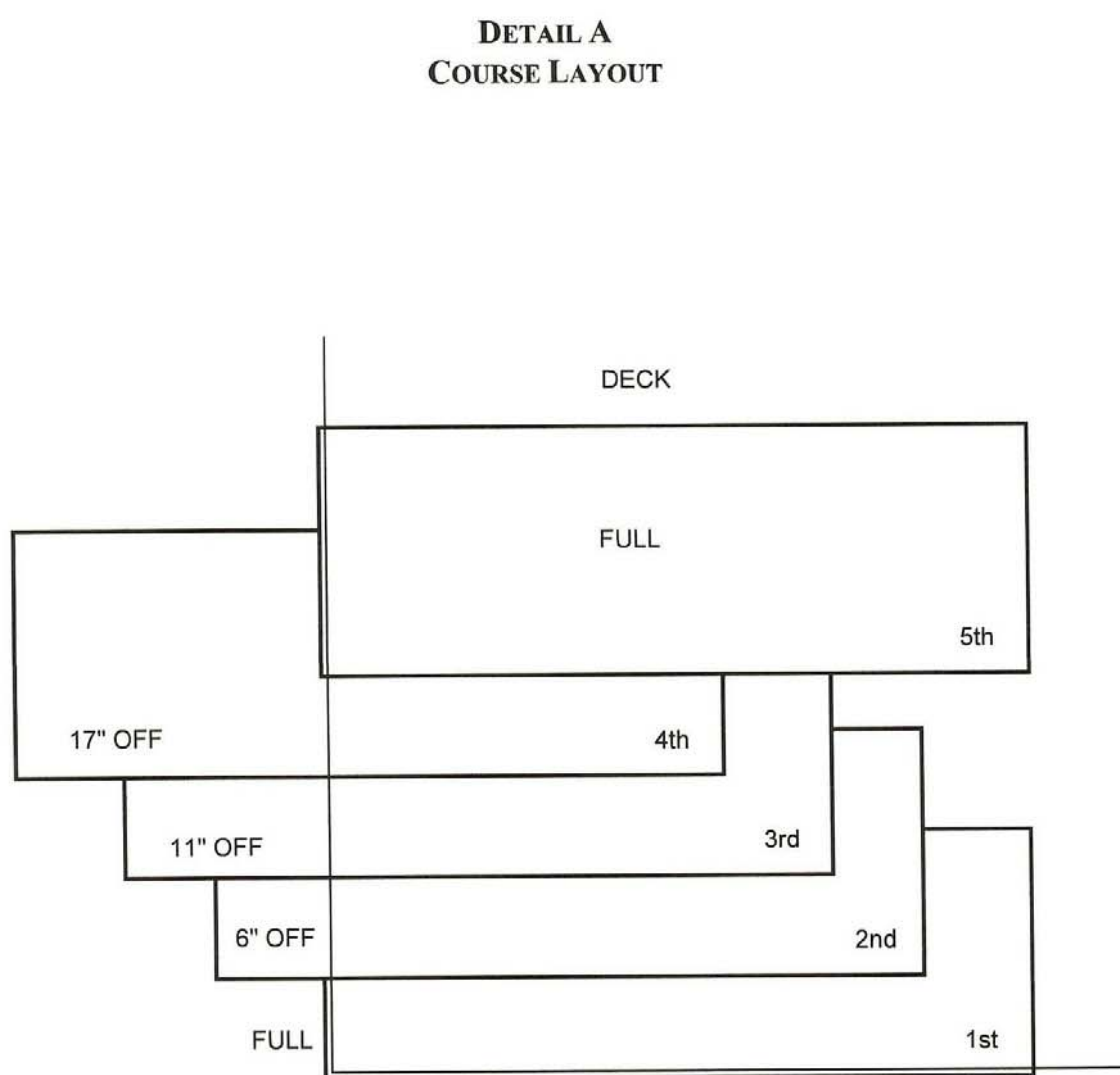 DETAIL A
COURSE LAYOUT
DECK
FULL
5th
17" OFF
4th
11" OFF
3rd
6" OFF
2nd
FULL
1st